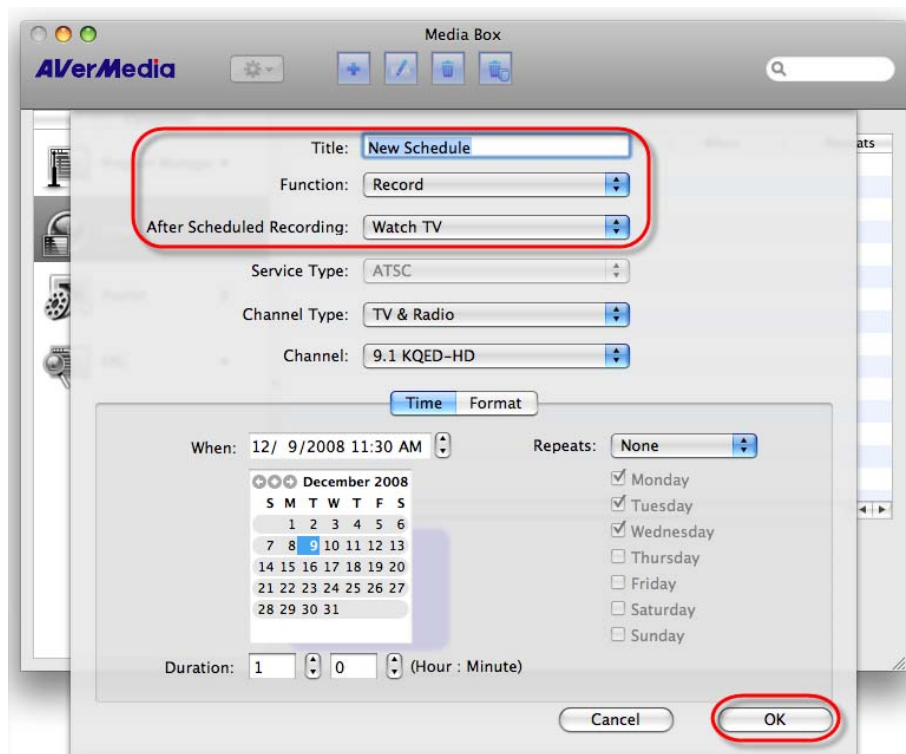 Media Box
AVerMedia
ats
Title: New Schedule
Function: Record
After Scheduled Recording: Watch TV
Service Type: ATSC
Channel Type: TV & Radio
Channel: 9.1 KQED-HD
Time Format
When: 12/ 9/2008 11:30 AM
Repeats: None
December 2008
S M T W T F S
1 2 3 4 5 6
7 8 9 10 11 12 13
14 15 16 17 18 19 20
21 22 23 24 25 26 27
28 29 30 31
Monday
Tuesday
Wednesday
Thursday
Friday
Saturday
Sunday
Duration: 1 0 (Hour : Minute)
Cancel OK